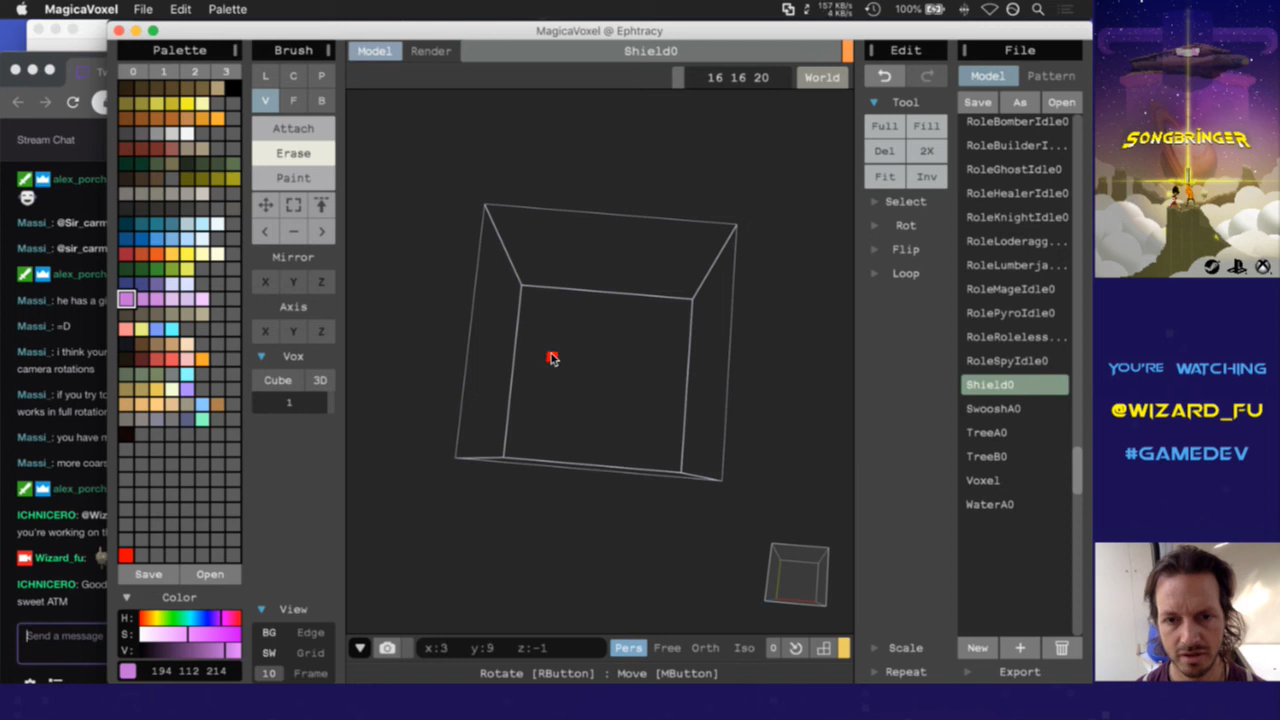 MagicaVoxel File Edit Palette
157 KB/s
4 KB/s
100%
MagicaVoxel @ Ephtracy
Palette
0 1 2 3
Save Open
Color
H:
S:
V:
194 112 214
Brush
L C P
V F B
Attach
Erase
Paint
Mirror
X Y Z
Axis
X Y Z
Vox
Cube 3D
1
View
BG Edge
SW Grid
10 Frame
Model Render Shield0
16 16 20 World
x:3 y:9 z:-1
Pers Free Orth Iso 0
Rotate [RButton] : Move [MButton]
Edit
Tool
Full Fill
Del 2X
Fit Inv
Select
Rot
Flip
Loop
Scale
Repeat
File
Model Pattern
Save As Open
RoleBomberIdle0
RoleBuilderI...
RoleGhostIdle0
RoleHealerIdle0
RoleKnightIdle0
RoleLoderagg...
RoleLumberja...
RoleMageIdle0
RolePyroIdle0
RoleRoleless...
RoleSpyIdle0
Shield0
SwooshA0
TreeA0
TreeB0
Voxel
WaterA0
New +
Export
Tw
Stream Chat
alex_porch
Massi_: @Sir_carm
Massi_: @sir_carm
alex_porch
Massi_: he has a gi
Massi_: =D
Massi_: i think your
camera rotations
Massi_: if you try to
works in full rotatio
Massi_: you have n
Massi_: more coars
alex_porch
ICHNICERO: @Wiz
you're working on th
Wizard_fu:
ICHNICERO: Good
sweet ATM
Send a message
SONGBRINGER
YOU'RE WATCHING
@WIZARD_FU
#GAMEDEV